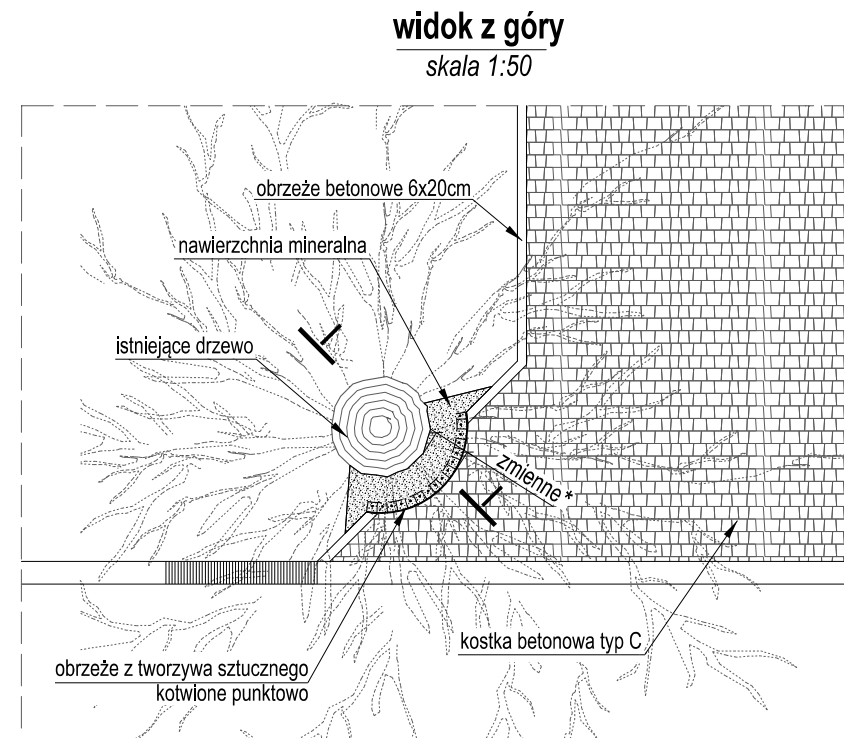 widok z góry
skala 1:50
obrzeże betonowe 6x20cm
nawierzchnia mineralna
istniejące drzewo
zmienne *
kostka betonowa typ C
obrzeże z tworzywa sztucznego
kotwione punktowo